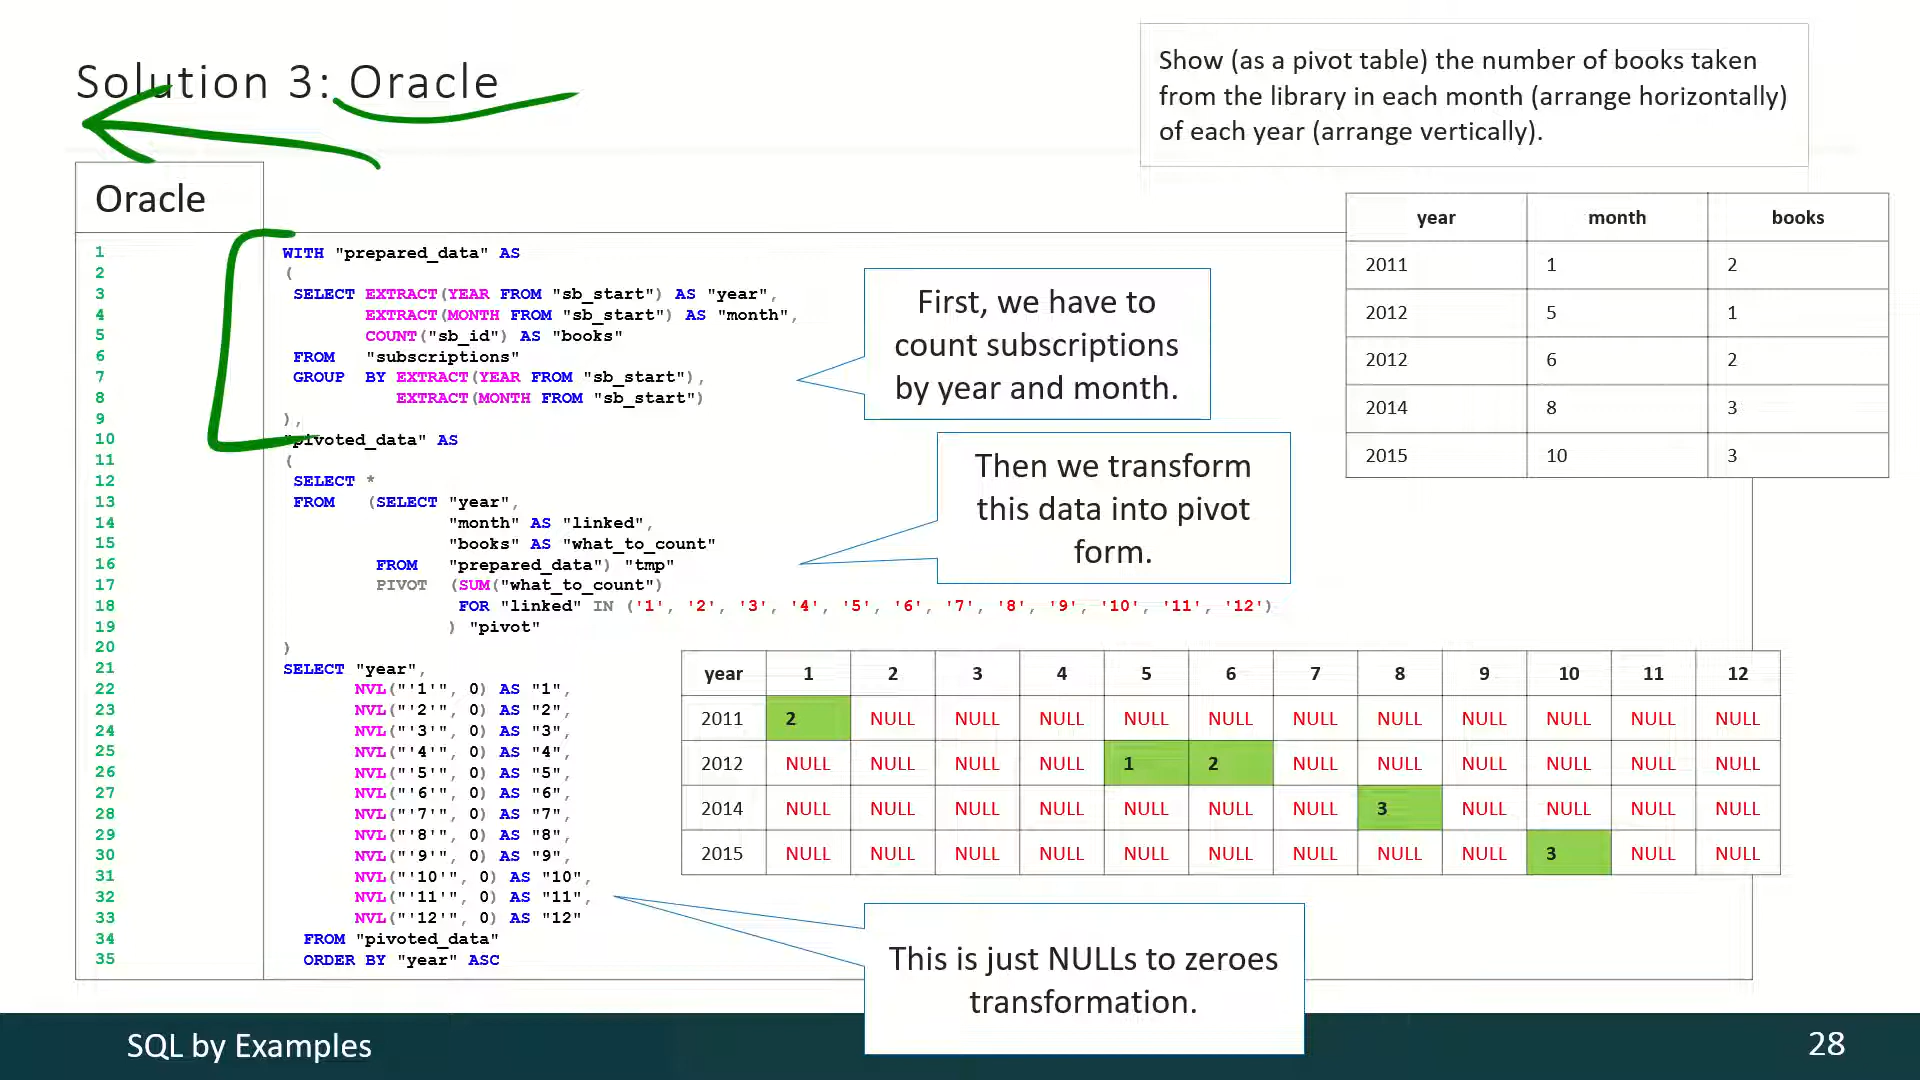 Solution 3: Oracle
Show (as a pivot table) the number of books taken
from the library in each month (arrange horizontally)
of each year (arrange vertically).
Oracle
1 WITH "prepared_data" AS
2 (
3 SELECT EXTRACT(YEAR FROM "sb_start") AS "year",
4 EXTRACT(MONTH FROM "sb_start") AS "month",
5 COUNT("sb_id") AS "books"
6 FROM "subscriptions"
7 GROUP BY EXTRACT(YEAR FROM "sb_start"),
8 EXTRACT(MONTH FROM "sb_start")
9 ),
10 "pivoted_data" AS
11 (
12 SELECT *
13 FROM (SELECT "year",
14 "month" AS "linked",
15 "books" AS "what_to_count"
16 FROM "prepared_data") "tmp"
17 PIVOT (SUM("what_to_count")
18 FOR "linked" IN ('1', '2', '3', '4', '5', '6', '7', '8', '9', '10', '11', '12')
19 ) "pivot"
20 )
21 SELECT "year",
22 NVL("'1'", 0) AS "1",
23 NVL("'2'", 0) AS "2",
24 NVL("'3'", 0) AS "3",
25 NVL("'4'", 0) AS "4",
26 NVL("'5'", 0) AS "5",
27 NVL("'6'", 0) AS "6",
28 NVL("'7'", 0) AS "7",
29 NVL("'8'", 0) AS "8",
30 NVL("'9'", 0) AS "9",
31 NVL("'10'", 0) AS "10",
32 NVL("'11'", 0) AS "11",
33 NVL("'12'", 0) AS "12"
34 FROM "pivoted_data"
35 ORDER BY "year" ASC
First, we have to
count subscriptions
by year and month.
Then we transform
this data into pivot
form.
year month books
2011 1 2
2012 5 1
2012 6 2
2014 8 3
2015 10 3
year 1 2 3 4 5 6 7 8 9 10 11 12
2011 2 NULL NULL NULL NULL NULL NULL NULL NULL NULL NULL NULL
2012 NULL NULL NULL NULL 1 2 NULL NULL NULL NULL NULL NULL
2014 NULL NULL NULL NULL NULL NULL NULL 3 NULL NULL NULL NULL
2015 NULL NULL NULL NULL NULL NULL NULL NULL NULL 3 NULL NULL
This is just NULLs to zeroes
transformation.
SQL by Examples
28